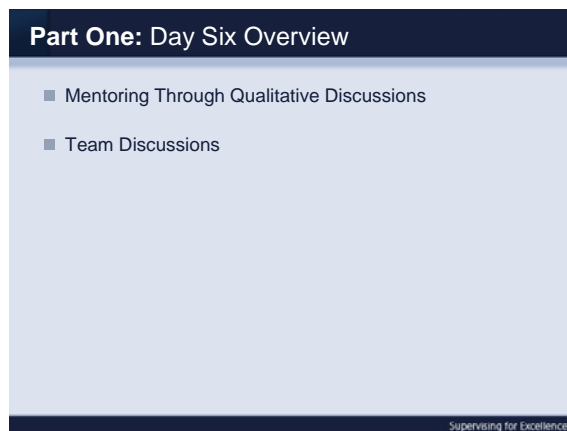 Part One: Day Six Overview
Mentoring Through Qualitative Discussions
Team Discussions
Supervising for Excellence